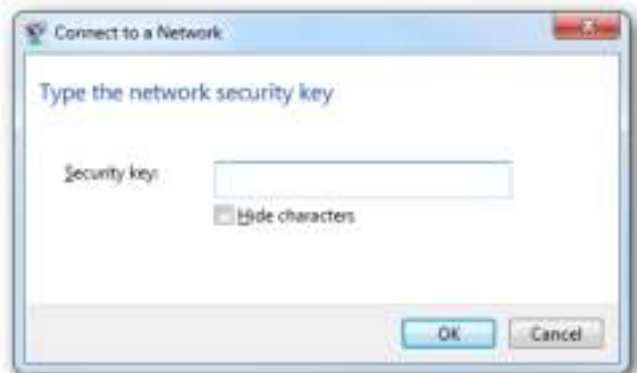 Connect to a Network
Type the network security key
Security key:
Hide characters
OK Cancel